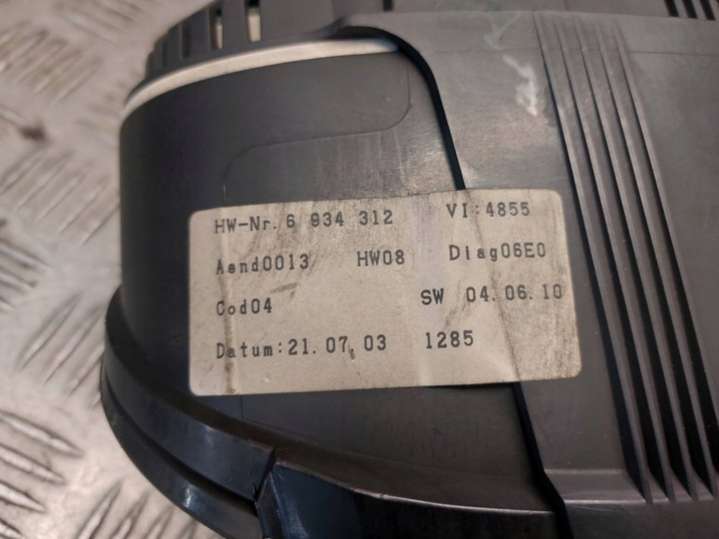 HW-Nr. 6 934 312 VI:4855
Aend0013 HW08 Diag06E0
Cod04 SW 04.06.10
Datum:21.07.03 1285